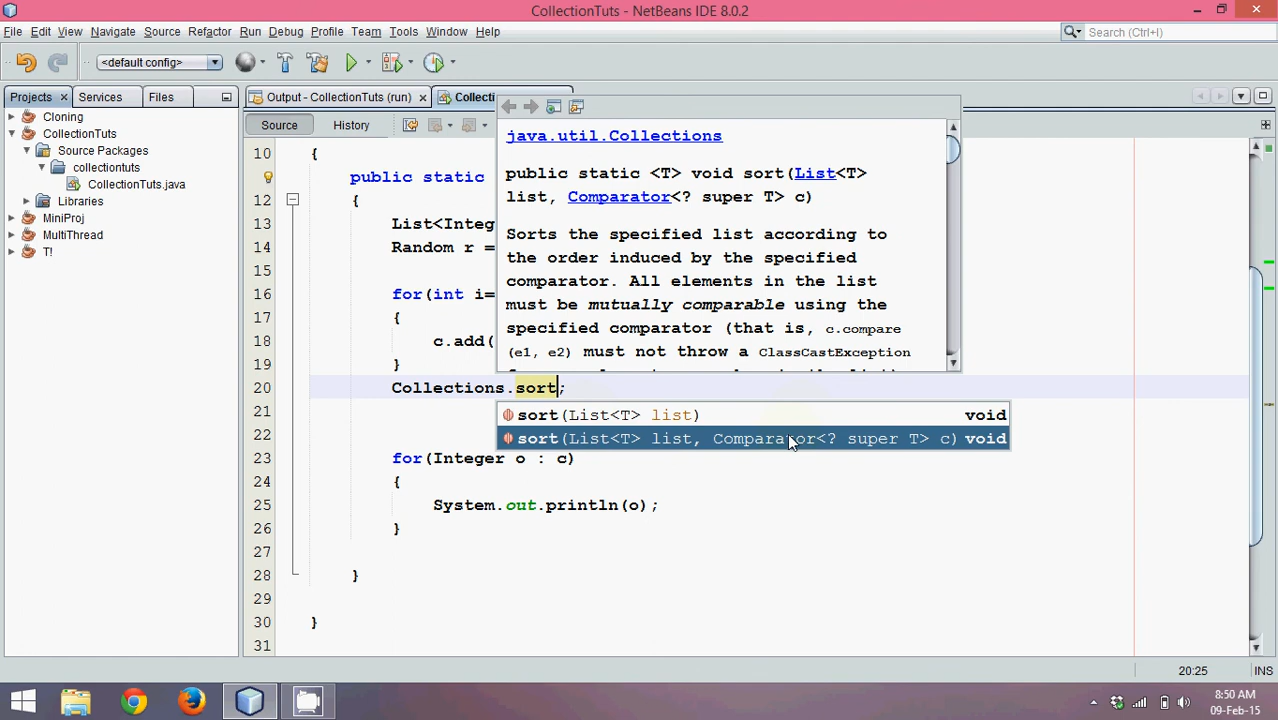 CollectionTuts - NetBeans IDE 8.0.2
File Edit View Navigate Source Refactor Run Debug Profile Team Tools Window Help
Search (Ctrl+I)
<default config>
Projects Services Files
Output - CollectionTuts (run) Collecti
Source History
Cloning
CollectionTuts
Source Packages
collectiontuts
CollectionTuts.java
Libraries
MiniProj
MultiThread
T!
java.util.Collections
public static <T> void sort(List<T>
list, Comparator<? super T> c)
Sorts the specified list according to
the order induced by the specified
comparator. All elements in the list
must be mutually comparable using the
specified comparator (that is, c.compare
(e1, e2) must not throw a ClassCastException
10 {
public static
12 {
13 List<Integ
14 Random r =
15
16 for(int i=
17 {
18 c.add(
19 }
20 Collections.sort;
sort(List<T> list) void
sort(List<T> list, Comparator<? super T> c) void
21
22
23 for(Integer o : c)
24 {
25 System.out.println(o);
26 }
27
28 }
29
30 }
31
20:25 INS
8:50 AM
09-Feb-15